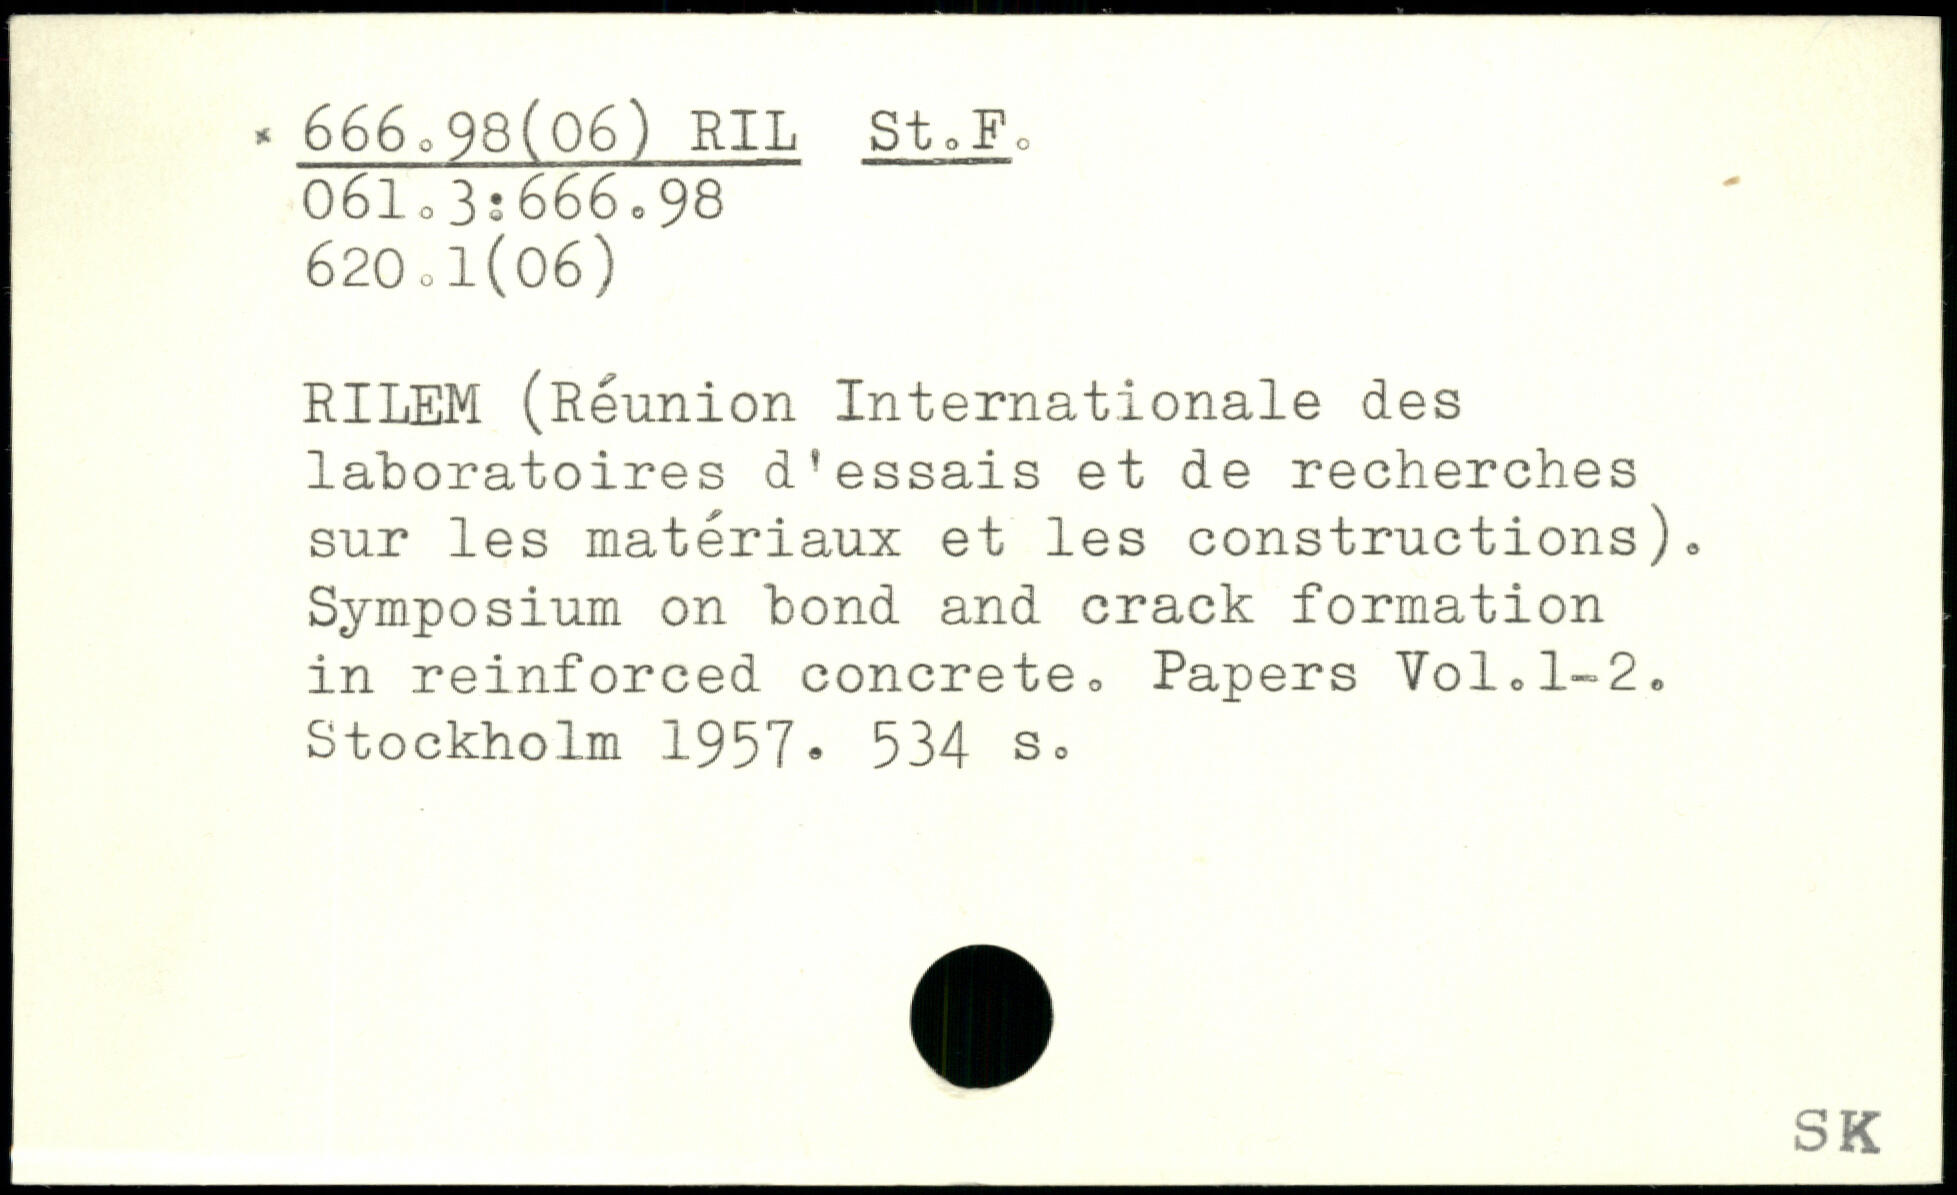 * 666.98(06) RIL St.F.
061.3:666.98
620.1(06)
RILEM (Réunion Internationale des
laboratoires d'essais et de recherches
sur les matériaux et les constructions).
Symposium on bond and crack formation
in reinforced concrete. Papers Vol.1-2.
Stockholm 1957. 534 s.
SK